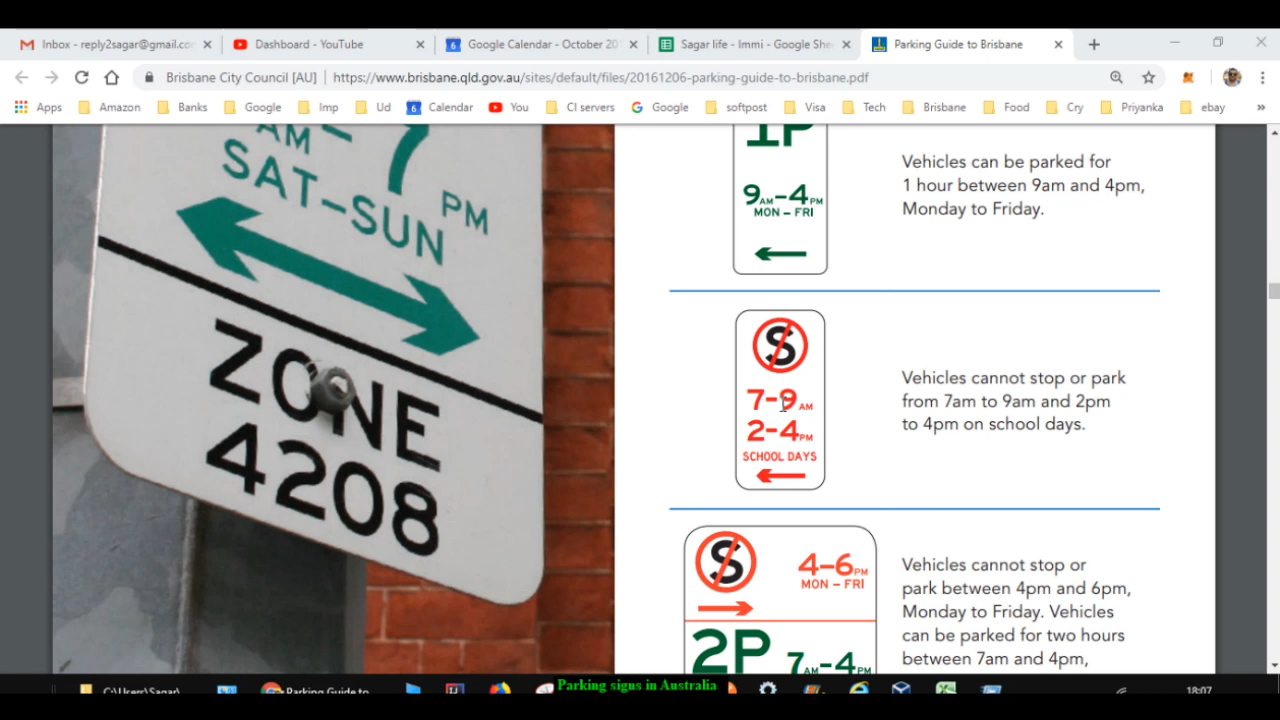 Inbox - reply2sagar@gmail.co
Dashboard - YouTube
Google Calendar - October 20
Sagar life - Immi - Google She
Parking Guide to Brisbane
Brisbane City Council [AU] | https://www.brisbane.qld.gov.au/sites/default/files/20161206-parking-guide-to-brisbane.pdf
Apps Amazon Banks Google Imp Ud Calendar You CI servers Google softpost Visa Tech Brisbane Food Cry Priyanka ebay »
AM – 7 PM
SAT–SUN
ZONE
4208
1P
9AM–4PM
MON – FRI
Vehicles can be parked for
1 hour between 9am and 4pm,
Monday to Friday.
S
7–9AM
2–4PM
SCHOOL DAYS
Vehicles cannot stop or park
from 7am to 9am and 2pm
to 4pm on school days.
S 4–6PM
MON – FRI
2P 7AM–4PM
Vehicles cannot stop or
park between 4pm and 6pm,
Monday to Friday. Vehicles
can be parked for two hours
between 7am and 4pm,
C:\Users\Sagar\
Parking Guide to
Parking signs in Australia
18:07